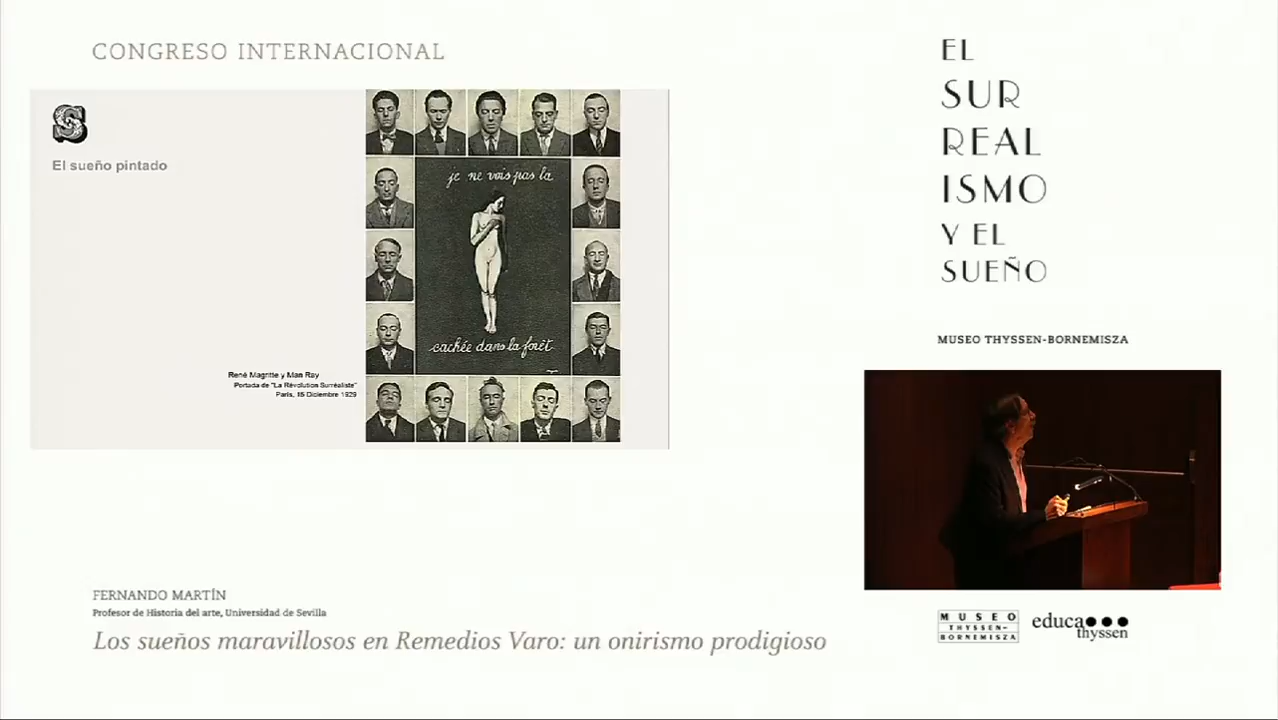 CONGRESO INTERNACIONAL
S
El sueño pintado
je ne vois pas la
cachée dans la forêt
René Magritte y Man Ray
Portada de "La Révolution Surréaliste"
Paris, 15 Diciembre 1929
EL
SUR
REAL
ISMO
Y EL
SUEÑO
MUSEO THYSSEN-BORNEMISZA
FERNANDO MARTÍN
Profesor de Historia del arte, Universidad de Sevilla
Los sueños maravillosos en Remedios Varo: un onirismo prodigioso
MUSEO
THYSSEN-
BORNEMISZA
educa
thyssen